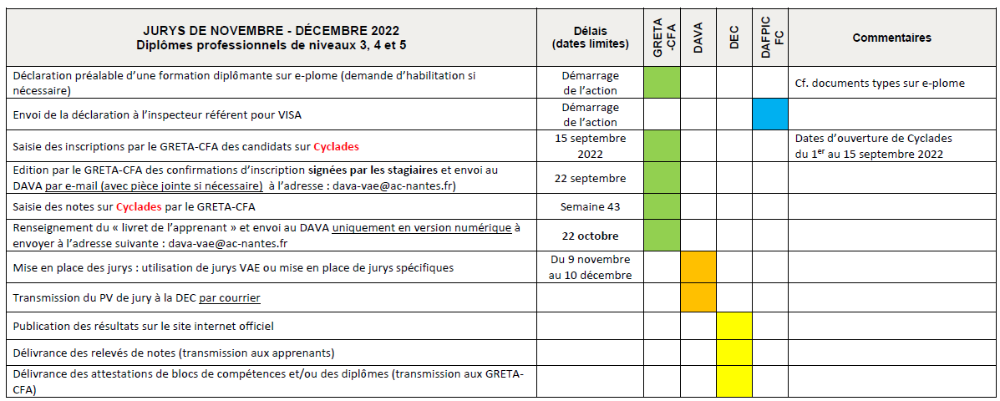 JURYS DE NOVEMBRE - DÉCEMBRE 2022
Diplômes professionnels de niveaux 3, 4 et 5
Délais
(dates limites)
GRETA
-CFA
DAVA
DEC
DAFPIC
FC
Commentaires
Déclaration préalable d’une formation diplômante sur e-plome (demande d’habilitation si
nécessaire)
Démarrage
de l’action
Cf. documents types sur e-plome
Envoi de la déclaration à l’inspecteur référent pour VISA
Démarrage
de l’action
Saisie des inscriptions par le GRETA-CFA des candidats sur Cyclades
15 septembre
2022
Dates d’ouverture de Cyclades
du 1er au 15 septembre 2022
Edition par le GRETA-CFA des confirmations d’inscription signées par les stagiaires et envoi au
DAVA par e-mail (avec pièce jointe si nécessaire) à l’adresse : dava-vae@ac-nantes.fr)
22 septembre
Saisie des notes sur Cyclades par le GRETA-CFA
Semaine 43
Renseignement du « livret de l’apprenant » et envoi au DAVA uniquement en version numérique à
envoyer à l’adresse suivante : dava-vae@ac-nantes.fr
22 octobre
Mise en place des jurys : utilisation de jurys VAE ou mise en place de jurys spécifiques
Du 9 novembre
au 10 décembre
Transmission du PV de jury à la DEC par courrier
Publication des résultats sur le site internet officiel
Délivrance des relevés de notes (transmission aux apprenants)
Délivrance des attestations de blocs de compétences et/ou des diplômes (transmission aux GRETA-
CFA)